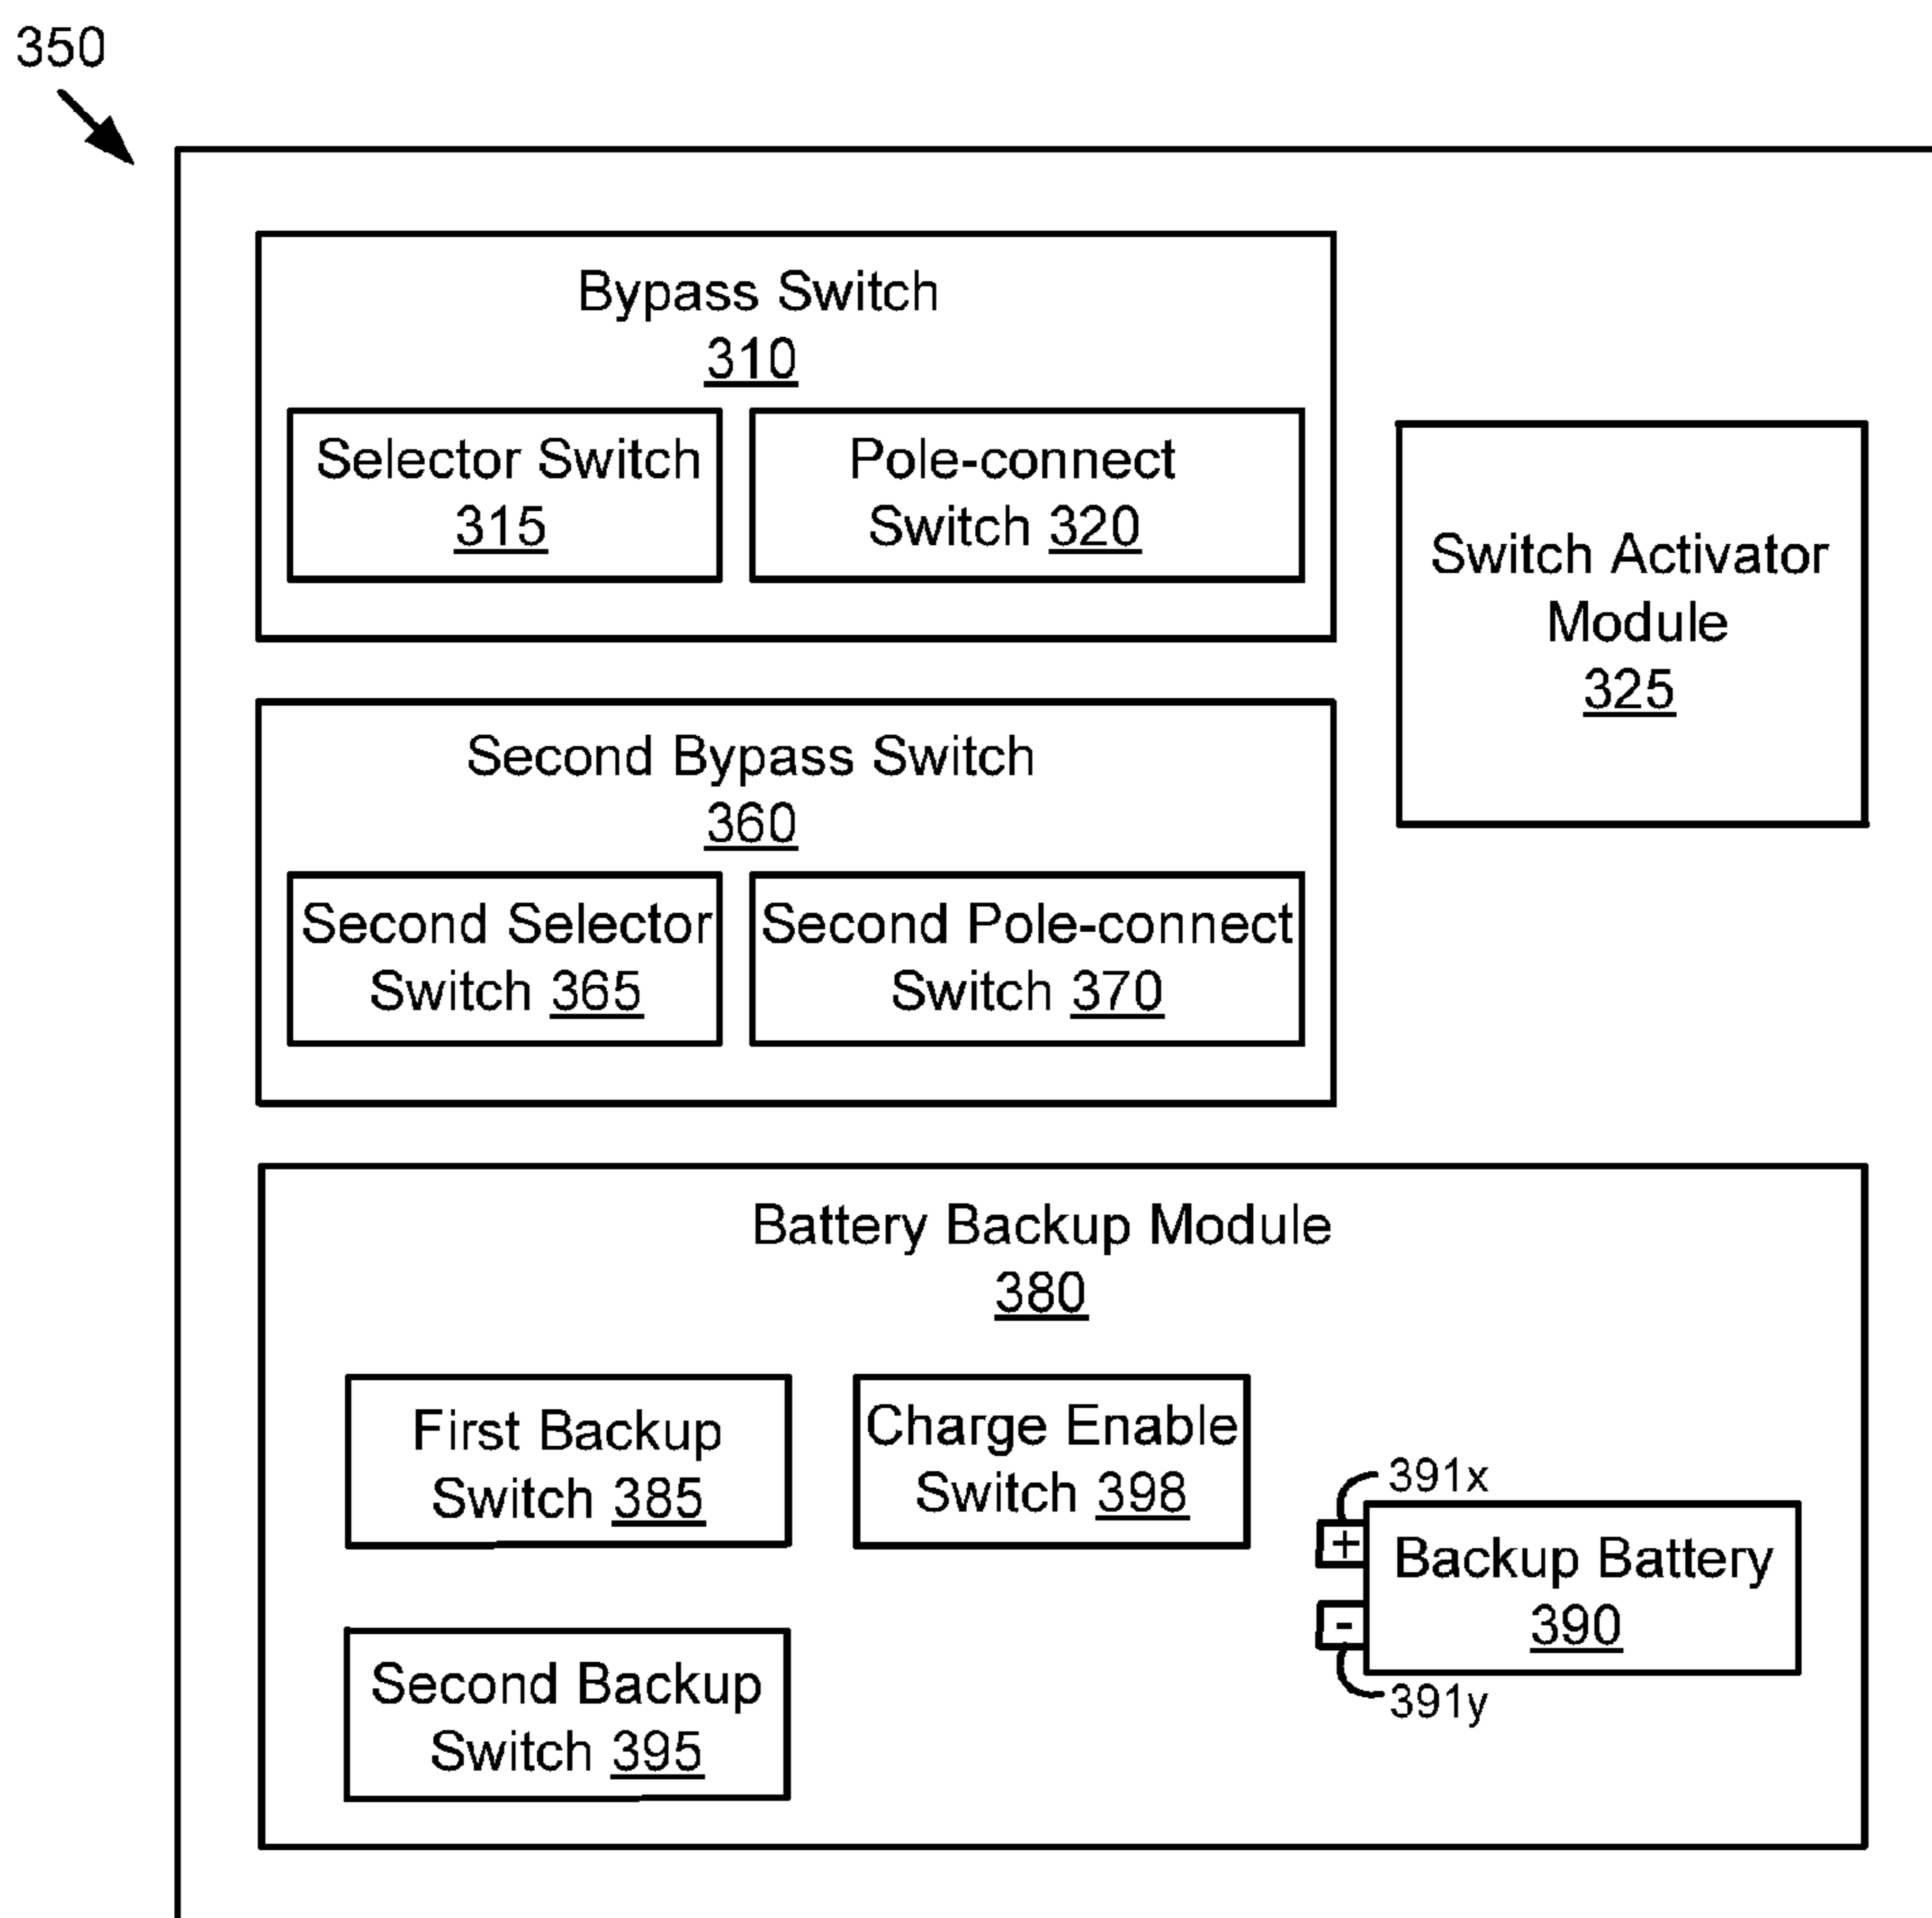 350
Bypass Switch
310
Selector Switch
315
Pole-connect
Switch 320
Switch Activator
Module
325
Second Bypass Switch
360
Second Selector
Switch 365
Second Pole-connect
Switch 370
Battery Backup Module
380
First Backup
Switch 385
Charge Enable
Switch 398
391x
+
Backup Battery
390
-
391y
Second Backup
Switch 395